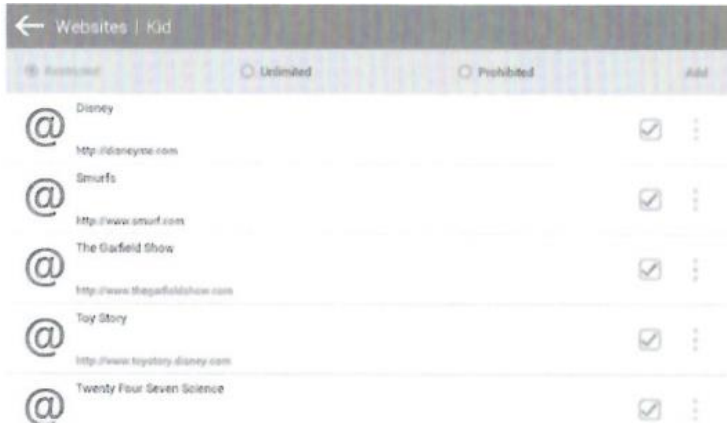 Websites | Kid
Unlimited
Prohibited
Add
Disney
http://disneyme.com
Smurfs
http://www.smurf.com
The Garfield Show
http://www.thegarfieldshow.com
Toy Story
http://www.toystory.disney.com
Twenty Four Seven Science